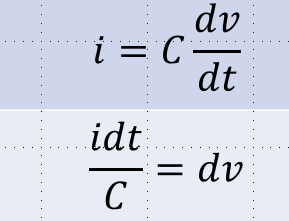 i = C dv/dt
idt/C = dv